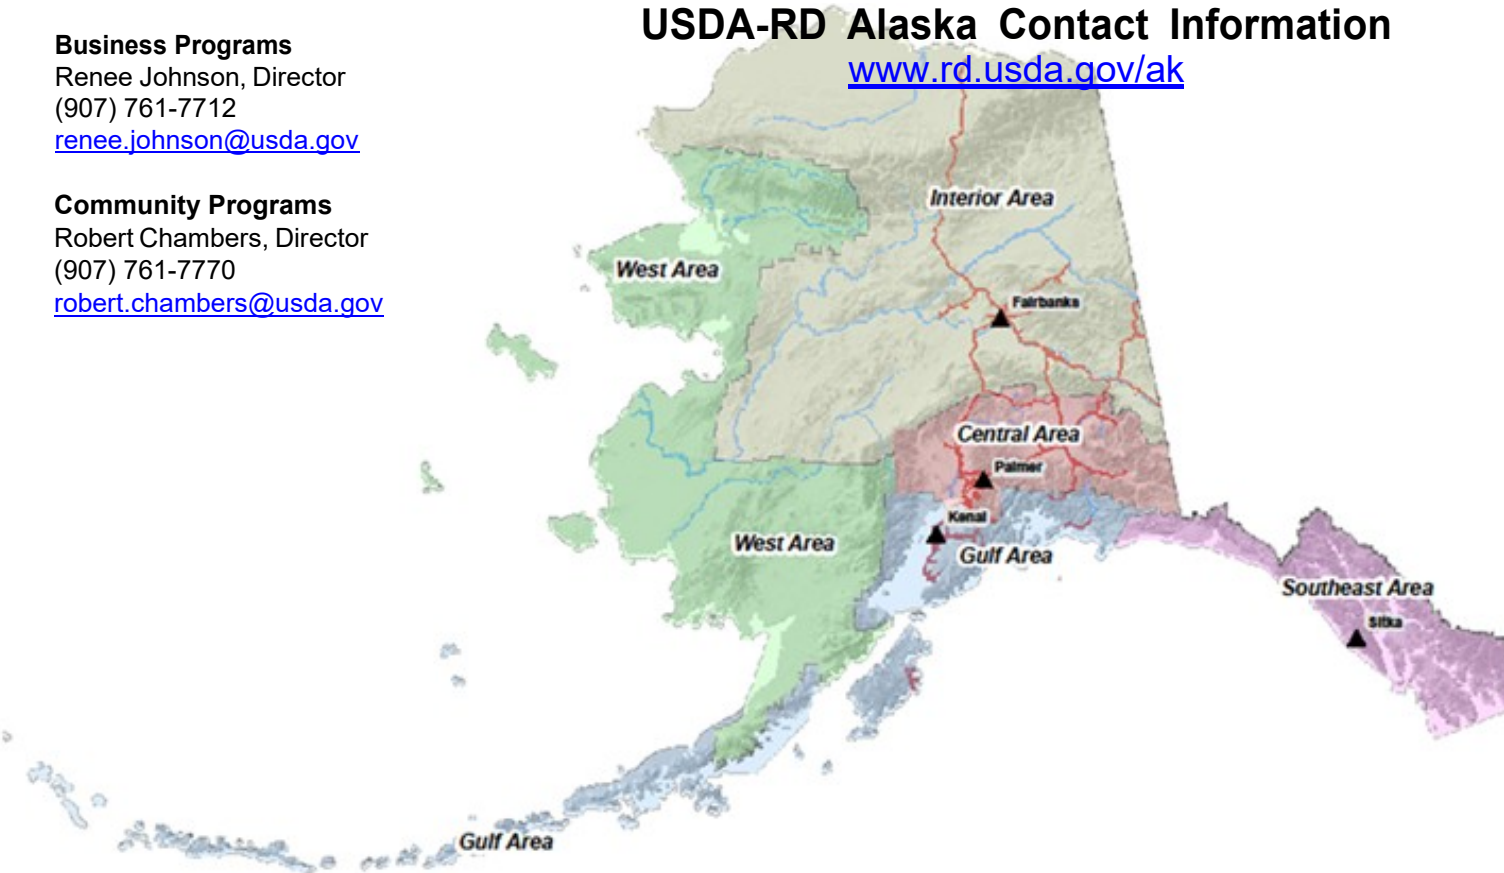 USDA-RD Alaska Contact Information
www.rd.usda.gov/ak
Business Programs
Renee Johnson, Director
(907) 761-7712
renee.johnson@usda.gov
Community Programs
Robert Chambers, Director
(907) 761-7770
robert.chambers@usda.gov
Interior Area
West Area
Fairbanks
Central Area
Palmer
Kenai
West Area
Gulf Area
Southeast Area
Sitka
Gulf Area